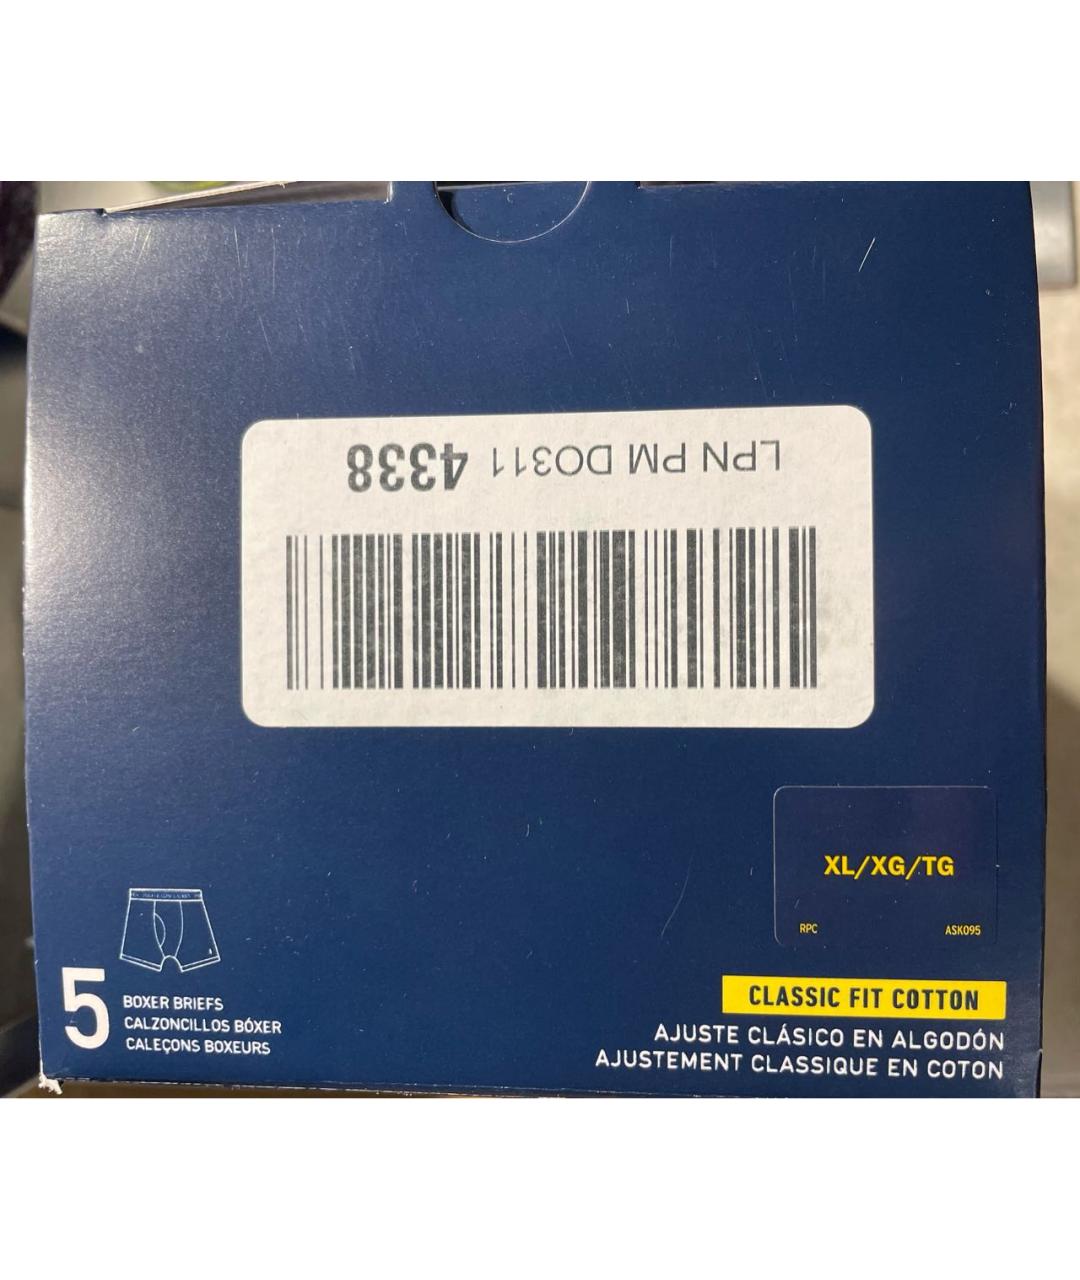 LPN PM DO311 4338
XL/XG/TG
RPC ASK095
5
BOXER BRIEFS
CALZONCILLOS BÓXER
CALEÇONS BOXEURS
CLASSIC FIT COTTON
AJUSTE CLÁSICO EN ALGODÓN
AJUSTEMENT CLASSIQUE EN COTON